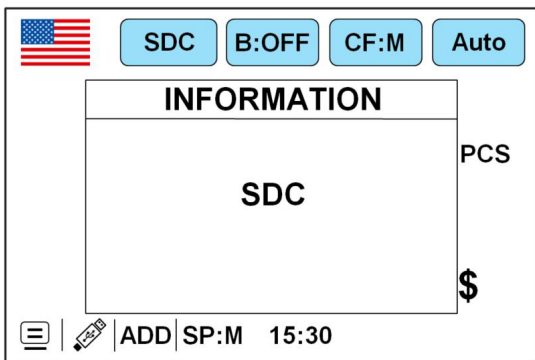 SDC B:OFF CF:M Auto
INFORMATION
PCS
SDC
$
ADD SP:M 15:30